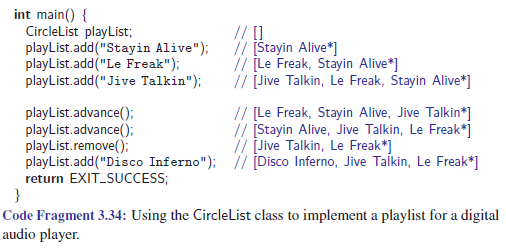 int main() {
CircleList playList; // []
playList.add("Stayin Alive"); // [Stayin Alive*]
playList.add("Le Freak"); // [Le Freak, Stayin Alive*]
playList.add("Jive Talkin"); // [Jive Talkin, Le Freak, Stayin Alive*]
playList.advance(); // [Le Freak, Stayin Alive, Jive Talkin*]
playList.advance(); // [Stayin Alive, Jive Talkin, Le Freak*]
playList.remove(); // [Jive Talkin, Le Freak*]
playList.add("Disco Inferno"); // [Disco Inferno, Jive Talkin, Le Freak*]
return EXIT_SUCCESS;
}
Code Fragment 3.34: Using the CircleList class to implement a playlist for a digital
audio player.